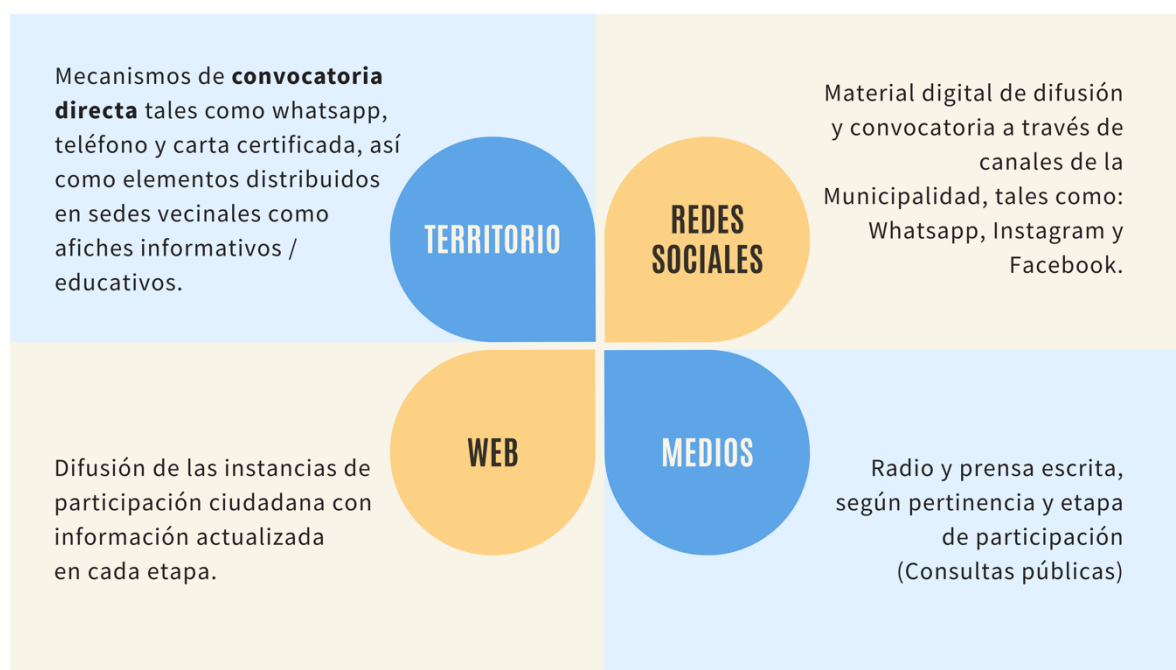 Mecanismos de convocatoria
directa tales como whatsapp,
teléfono y carta certificada, así
como elementos distribuidos
en sedes vecinales como
afiches informativos /
educativos.
TERRITORIO
REDES
SOCIALES
Material digital de difusión
y convocatoria a través de
canales de la
Municipalidad, tales como:
Whatsapp, Instagram y
Facebook.
Difusión de las instancias de
participación ciudadana con
información actualizada
en cada etapa.
WEB
MEDIOS
Radio y prensa escrita,
según pertinencia y etapa
de participación
(Consultas públicas)